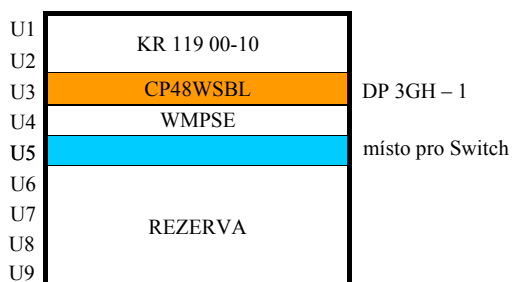 U1
KR 119 00-10
U2
U3 CP48WSBL DP 3GH – 1
U4 WMPSE
U5 místo pro Switch
U6
U7
REZERVA
U8
U9